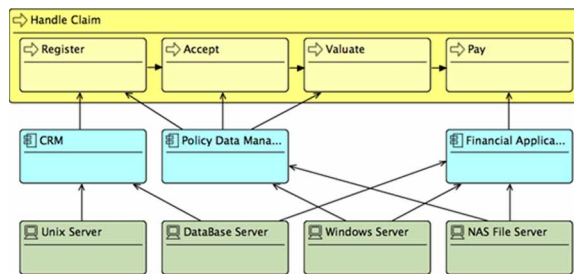 Handle Claim
Register
Accept
Valuate
Pay
CRM
Policy Data Mana...
Financial Applica...
Unix Server
DataBase Server
Windows Server
NAS File Server